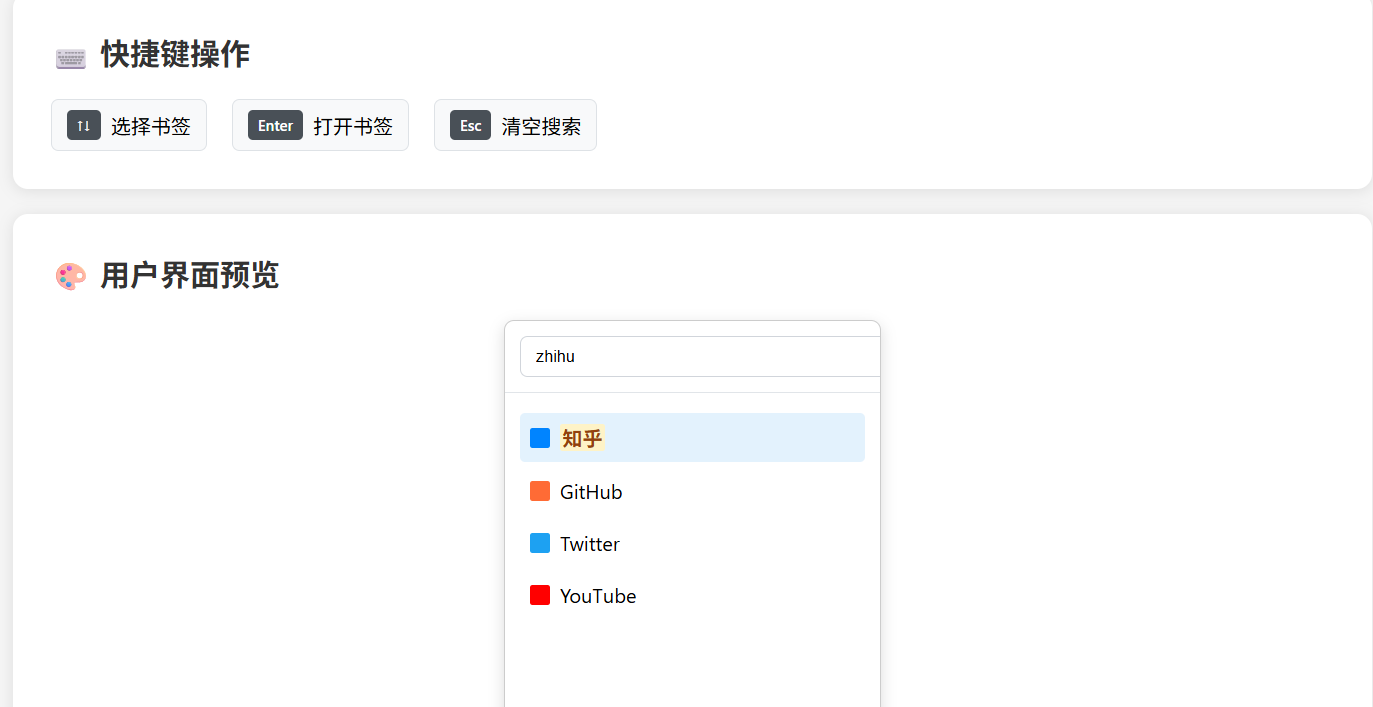 快捷键操作
↑↓ 选择书签 Enter 打开书签 Esc 清空搜索
用户界面预览
zhihu
知乎
GitHub
Twitter
YouTube